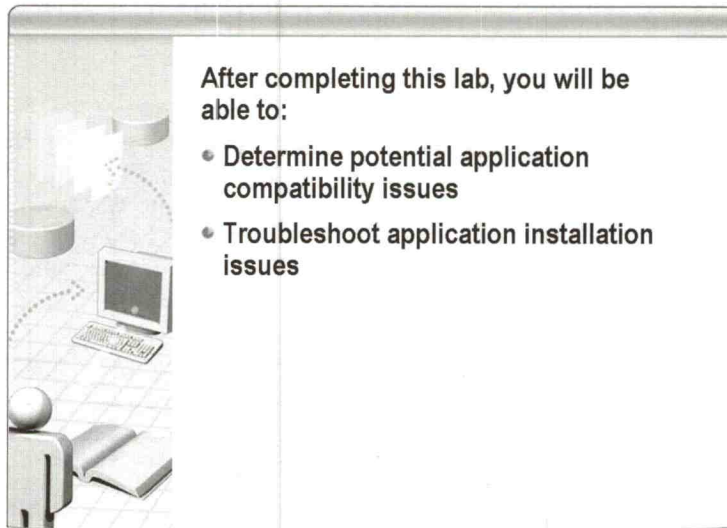 After completing this lab, you will be
able to:
Determine potential application
compatibility issues
Troubleshoot application installation
issues